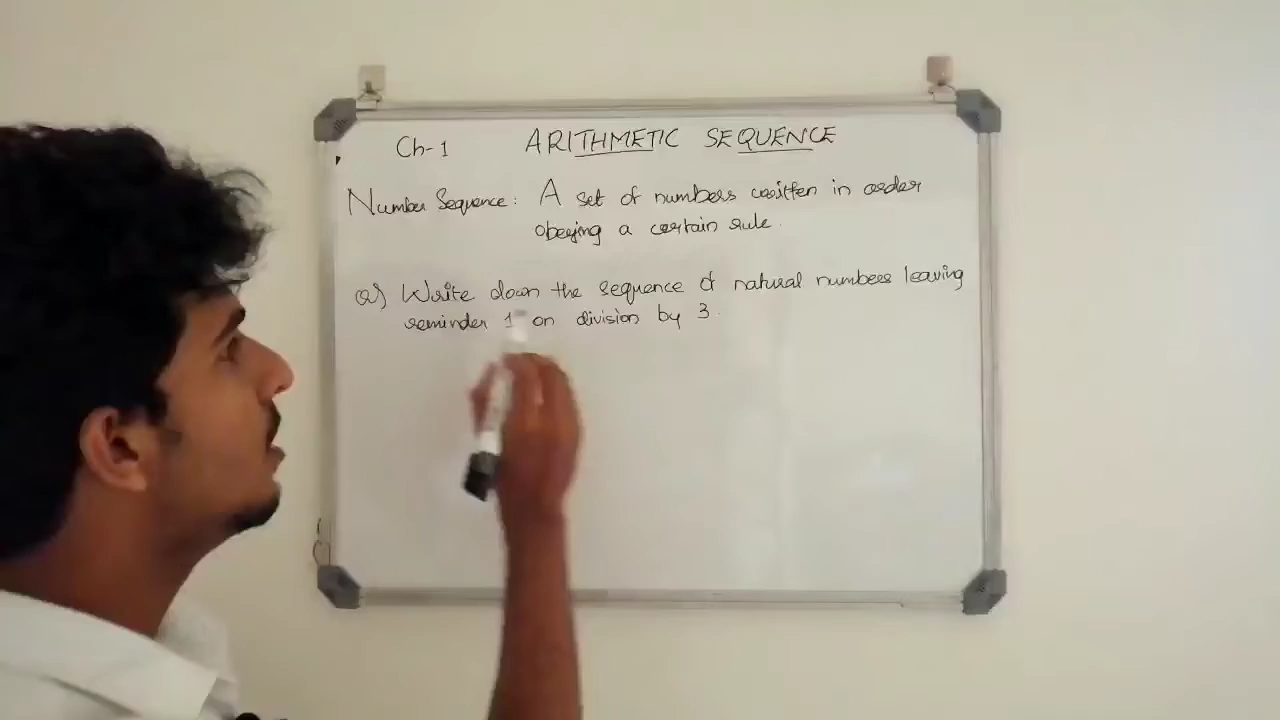 Ch-1 ARITHMETIC SEQUENCE
Number Sequence: A set of numbers written in order
obeying a certain rule.
Q) Write down the sequence of natural numbers leaving
reminder 1 on division by 3.